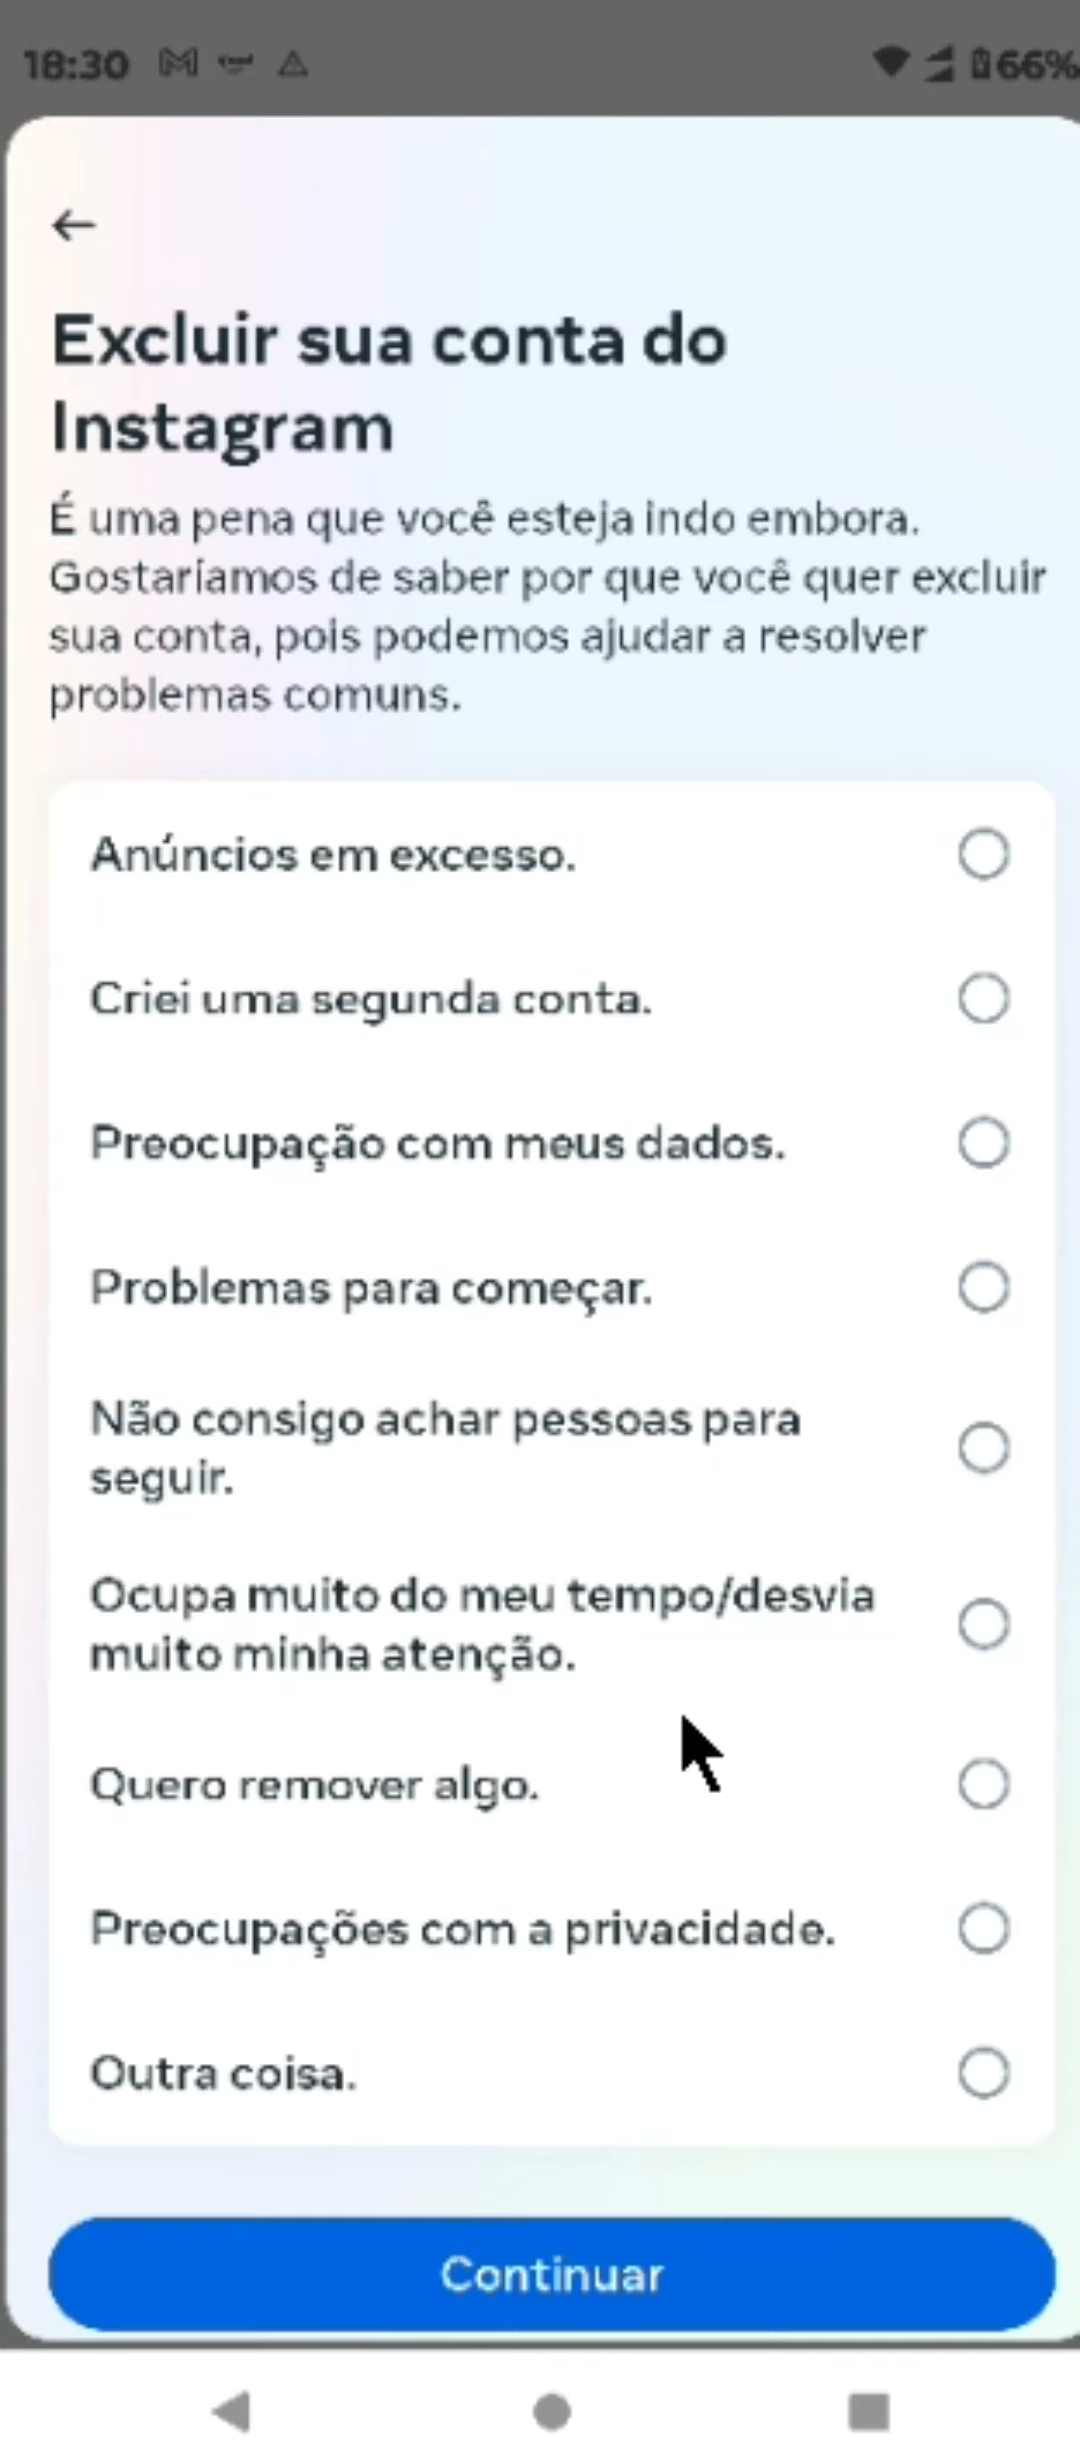 18:30 66%
Excluir sua conta do
Instagram
É uma pena que você esteja indo embora.
Gostaríamos de saber por que você quer excluir
sua conta, pois podemos ajudar a resolver
problemas comuns.
Anúncios em excesso.
Criei uma segunda conta.
Preocupação com meus dados.
Problemas para começar.
Não consigo achar pessoas para
seguir.
Ocupa muito do meu tempo/desvia
muito minha atenção.
Quero remover algo.
Preocupações com a privacidade.
Outra coisa.
Continuar